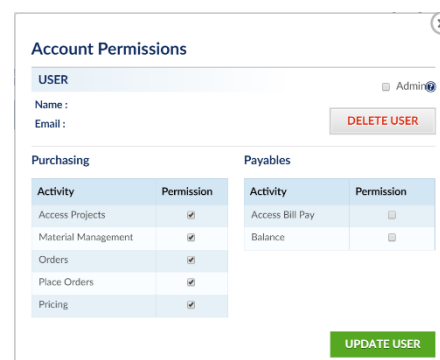 Account Permissions
USER
Admin
Name :
Email :
DELETE USER
Purchasing
Payables
Activity Permission
Activity Permission
Access Projects
Access Bill Pay
Material Management
Balance
Orders
Place Orders
Pricing
UPDATE USER